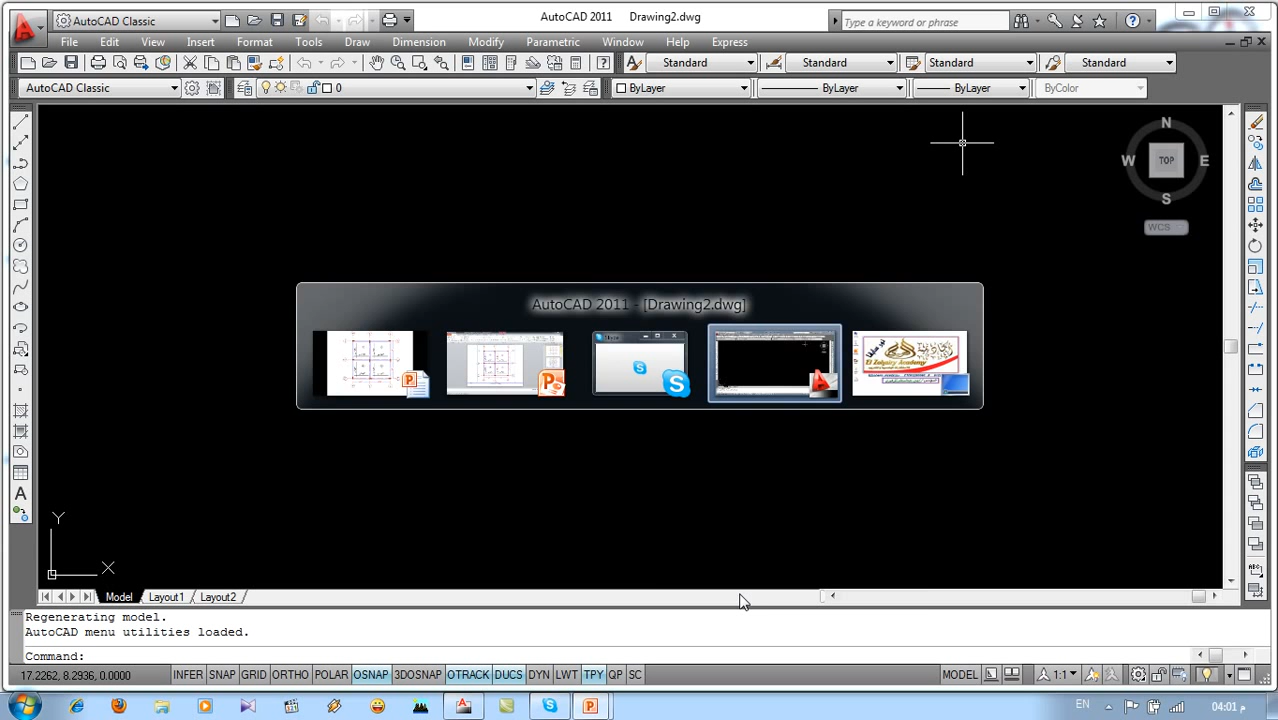 AutoCAD Classic
AutoCAD 2011 Drawing2.dwg
Type a keyword or phrase
File Edit View Insert Format Tools Draw Dimension Modify Parametric Window Help Express
Standard Standard Standard Standard
AutoCAD Classic 0 ByLayer ByLayer ByLayer ByColor
N
W TOP E
S
WCS
AutoCAD 2011 - [Drawing2.dwg]
El Zohpiry Academy
Y
X
Model Layout1 Layout2
Regenerating model.
AutoCAD menu utilities loaded.
Command:
17.2262, 8.2936, 0.0000 INFER SNAP GRID ORTHO POLAR OSNAP 3DOSNAP OTRACK DUCS DYN LWT TPY QP SC MODEL 1:1
EN 04:01 م